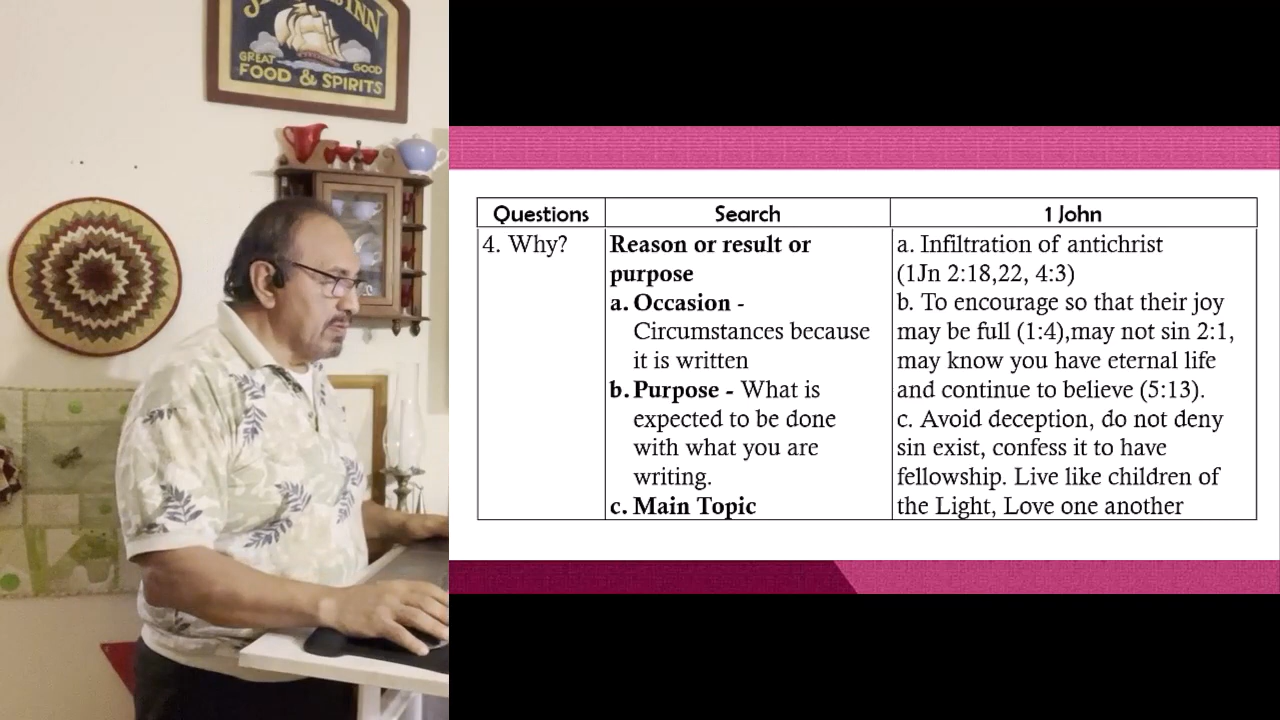 INN
GREAT GOOD
FOOD & SPIRITS
Questions Search 1 John
4. Why?
Reason or result or
purpose
a. Occasion -
Circumstances because
it is written
b. Purpose - What is
expected to be done
with what you are
writing.
c. Main Topic
a. Infiltration of antichrist
(1Jn 2:18,22, 4:3)
b. To encourage so that their joy
may be full (1:4),may not sin 2:1,
may know you have eternal life
and continue to believe (5:13).
c. Avoid deception, do not deny
sin exist, confess it to have
fellowship. Live like children of
the Light, Love one another